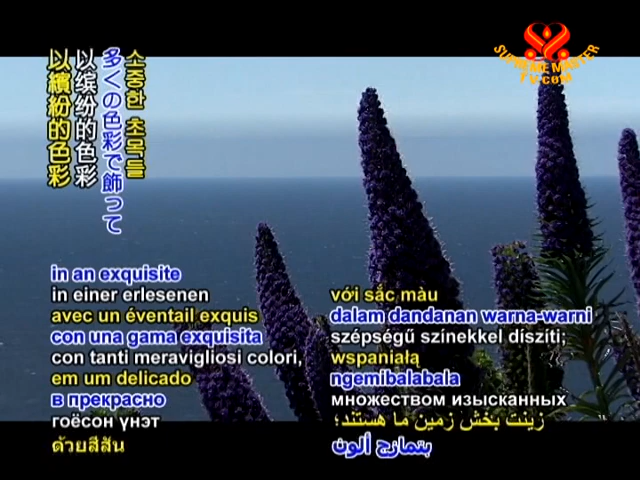 SUPREME MASTER
TV.COM
소중한 초목들
多くの色彩で飾って
以缤纷的色彩
以繽紛的色彩
in an exquisite
in einer erlesenen
avec un éventail exquis
con una gama exquisita
con tanti meravigliosi colori,
em um delicado
в прекрасно
гоёсон үнэт
ด้วยสีสัน
với sắc màu
dalam dandanan warna-warni
szépségű színekkel díszíti;
wspaniałą
ngemibalabala
множеством изысканных
زینت بخش زمین ما هستند؛
بتمازج ألون